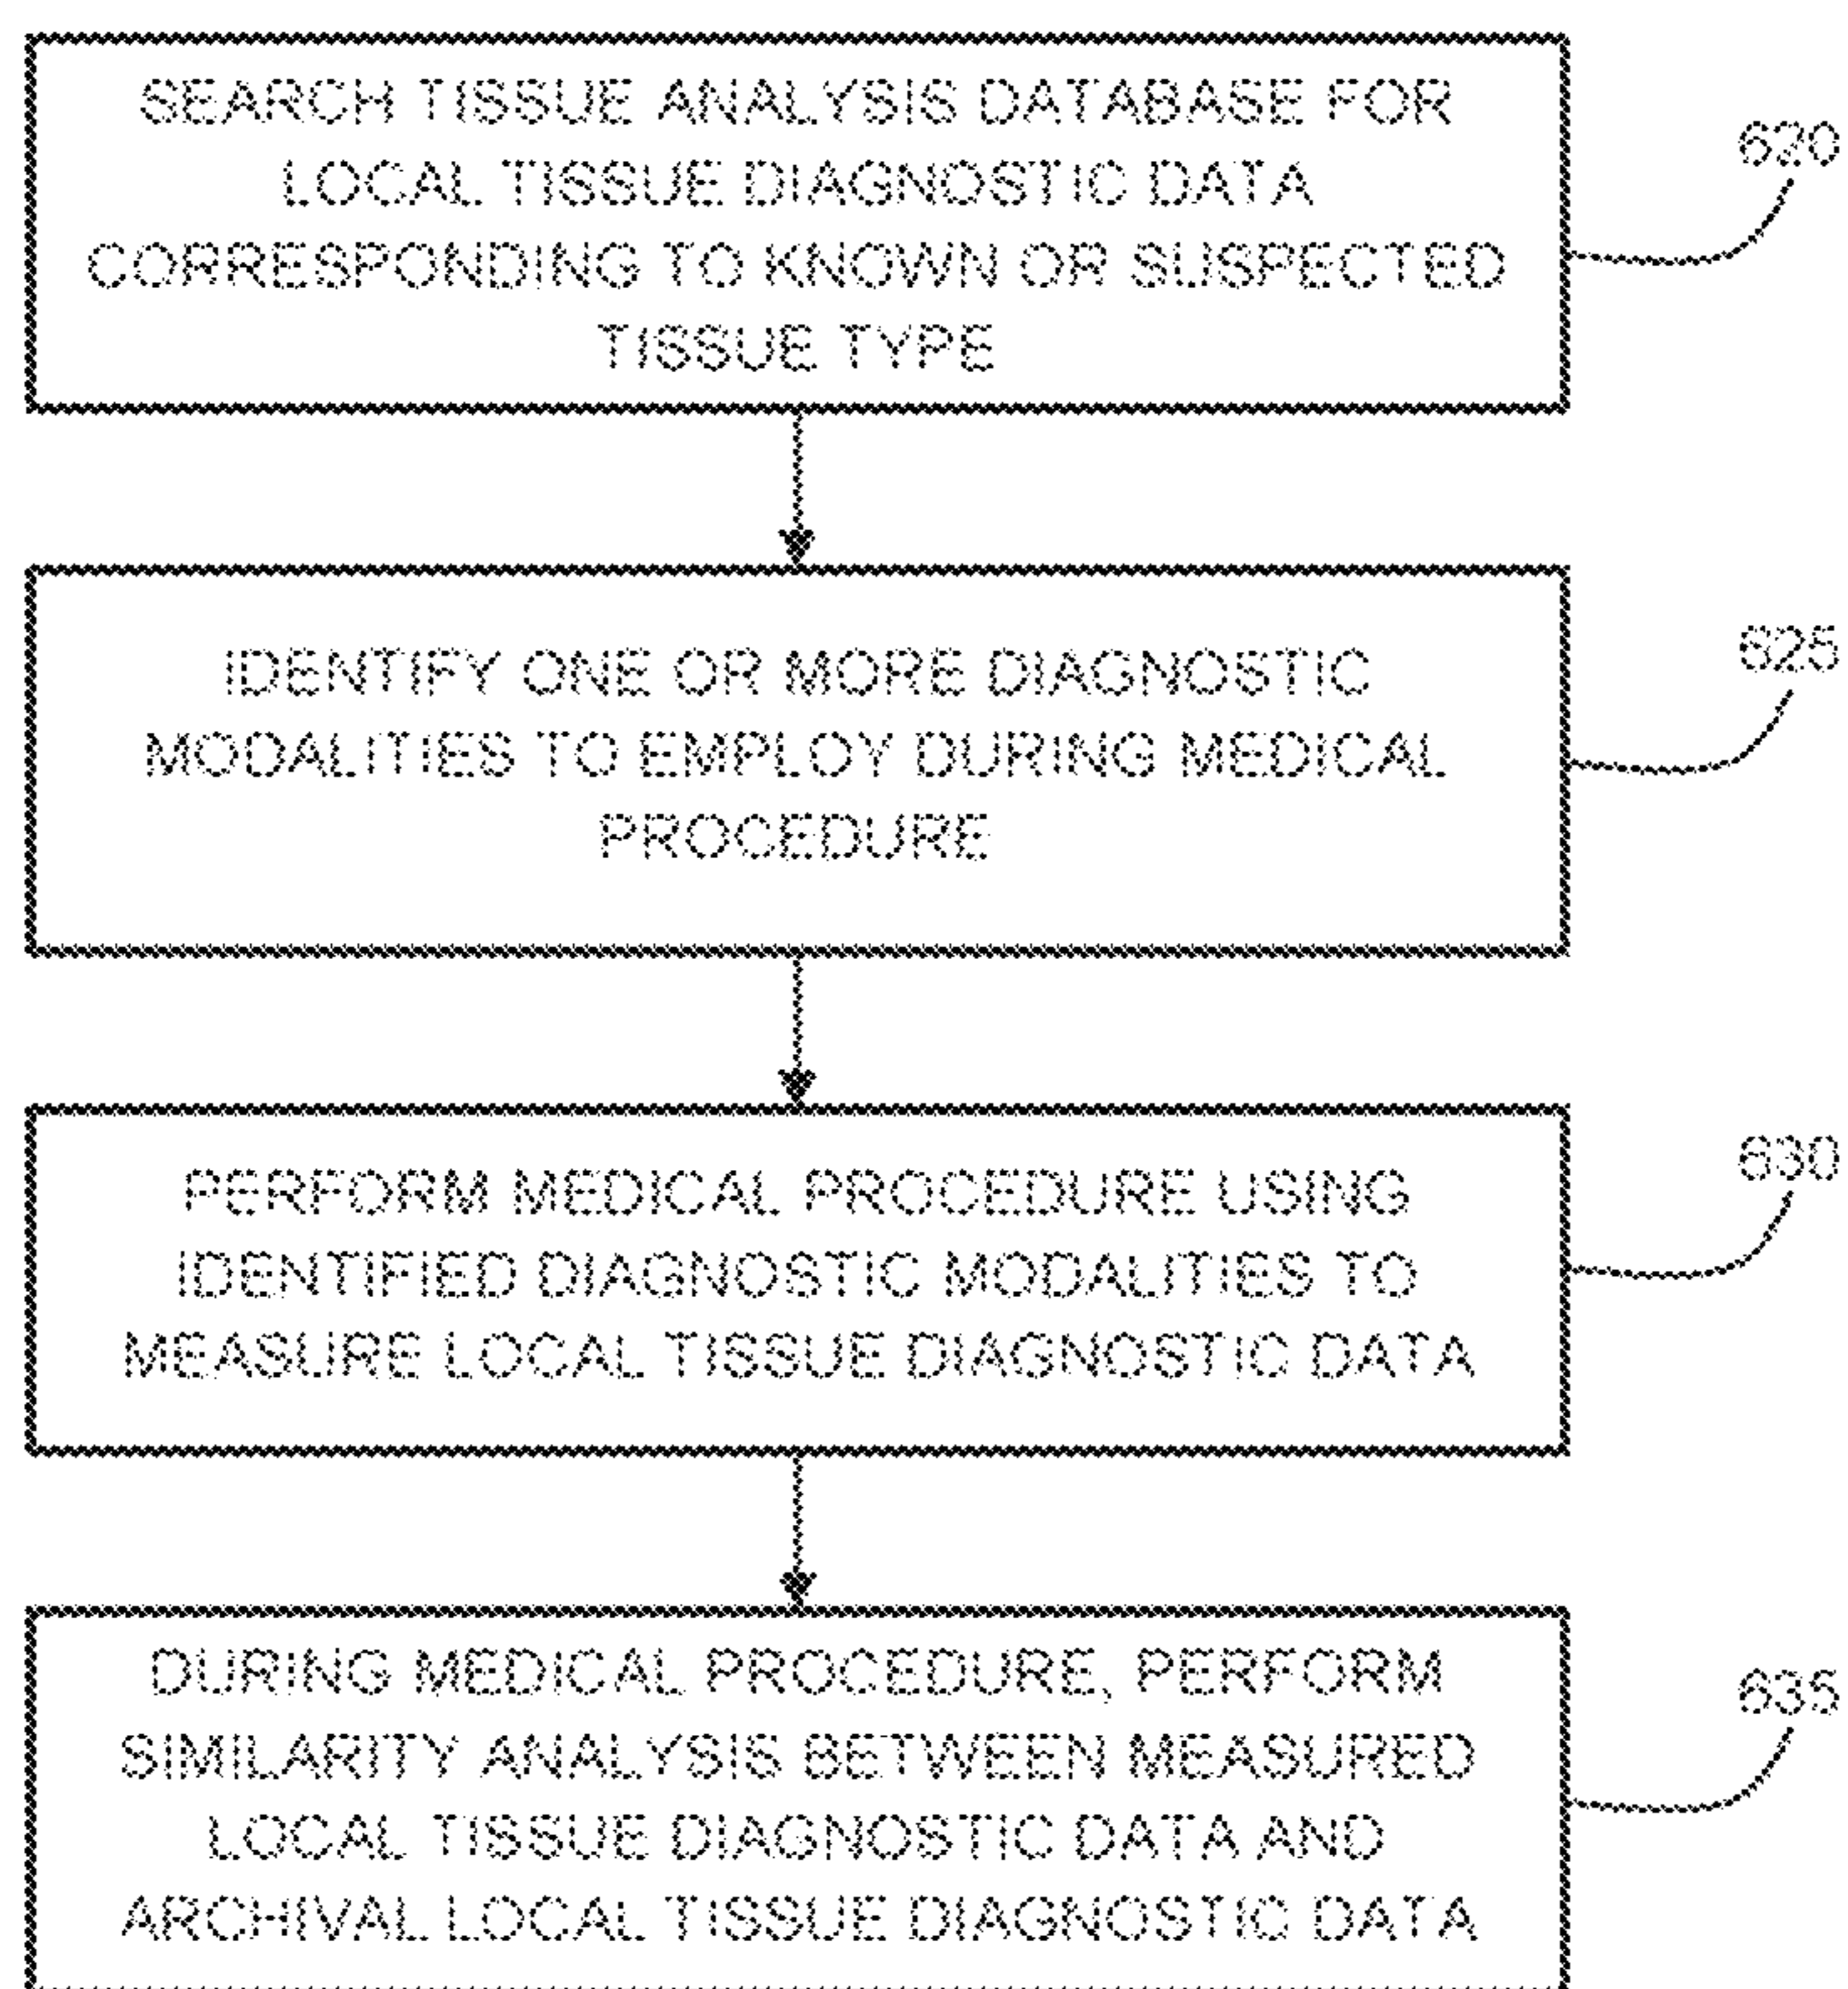 SEARCH TISSUE ANALYSIS DATABASE FOR
LOCAL TISSUE DIAGNOSTIC DATA
CORRESPONDING TO KNOWN OR SUSPECTED
TISSUE TYPE
620
IDENTIFY ONE OR MORE DIAGNOSTIC
MODALITIES TO EMPLOY DURING MEDICAL
PROCEDURE
625
PERFORM MEDICAL PROCEDURE USING
IDENTIFIED DIAGNOSTIC MODALITIES TO
MEASURE LOCAL TISSUE DIAGNOSTIC DATA
630
DURING MEDICAL PROCEDURE, PERFORM
SIMILARITY ANALYSIS BETWEEN MEASURED
LOCAL TISSUE DIAGNOSTIC DATA AND
ARCHIVAL LOCAL TISSUE DIAGNOSTIC DATA
635